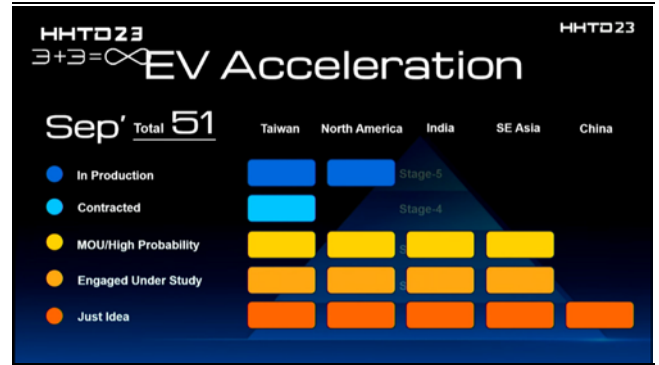 HHTD23
HHTD23
3+3=∞
EV Acceleration
Sep' Total 51
Taiwan North America India SE Asia China
In Production
Stage-5
Contracted
Stage-4
MOU/High Probability
Engaged Under Study
Just Idea